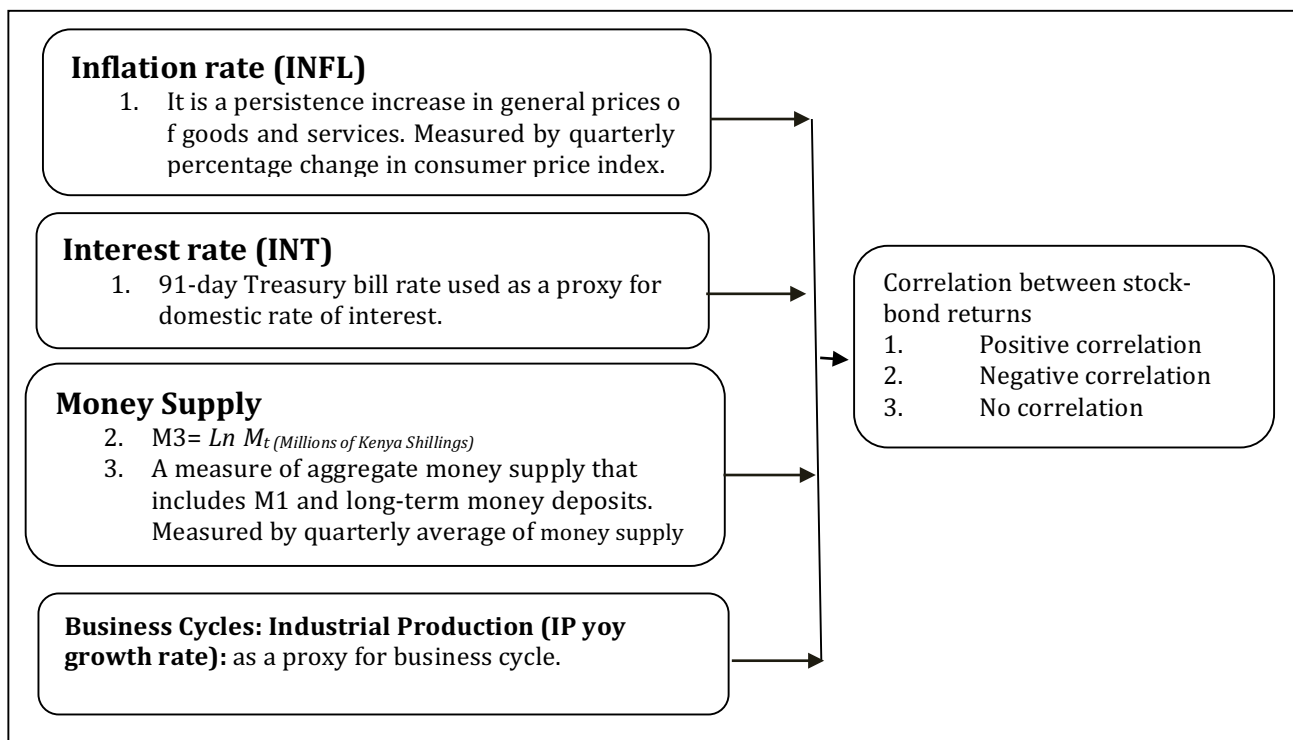 Inflation rate (INFL)
1. It is a persistence increase in general prices o
f goods and services. Measured by quarterly
percentage change in consumer price index.
Interest rate (INT)
1. 91-day Treasury bill rate used as a proxy for
domestic rate of interest.
Money Supply
2. M3= Ln Mt (Millions of Kenya Shillings)
3. A measure of aggregate money supply that
includes M1 and long-term money deposits.
Measured by quarterly average of money supply
Business Cycles: Industrial Production (IP yoy
growth rate): as a proxy for business cycle.
Correlation between stock-
bond returns
1. Positive correlation
2. Negative correlation
3. No correlation